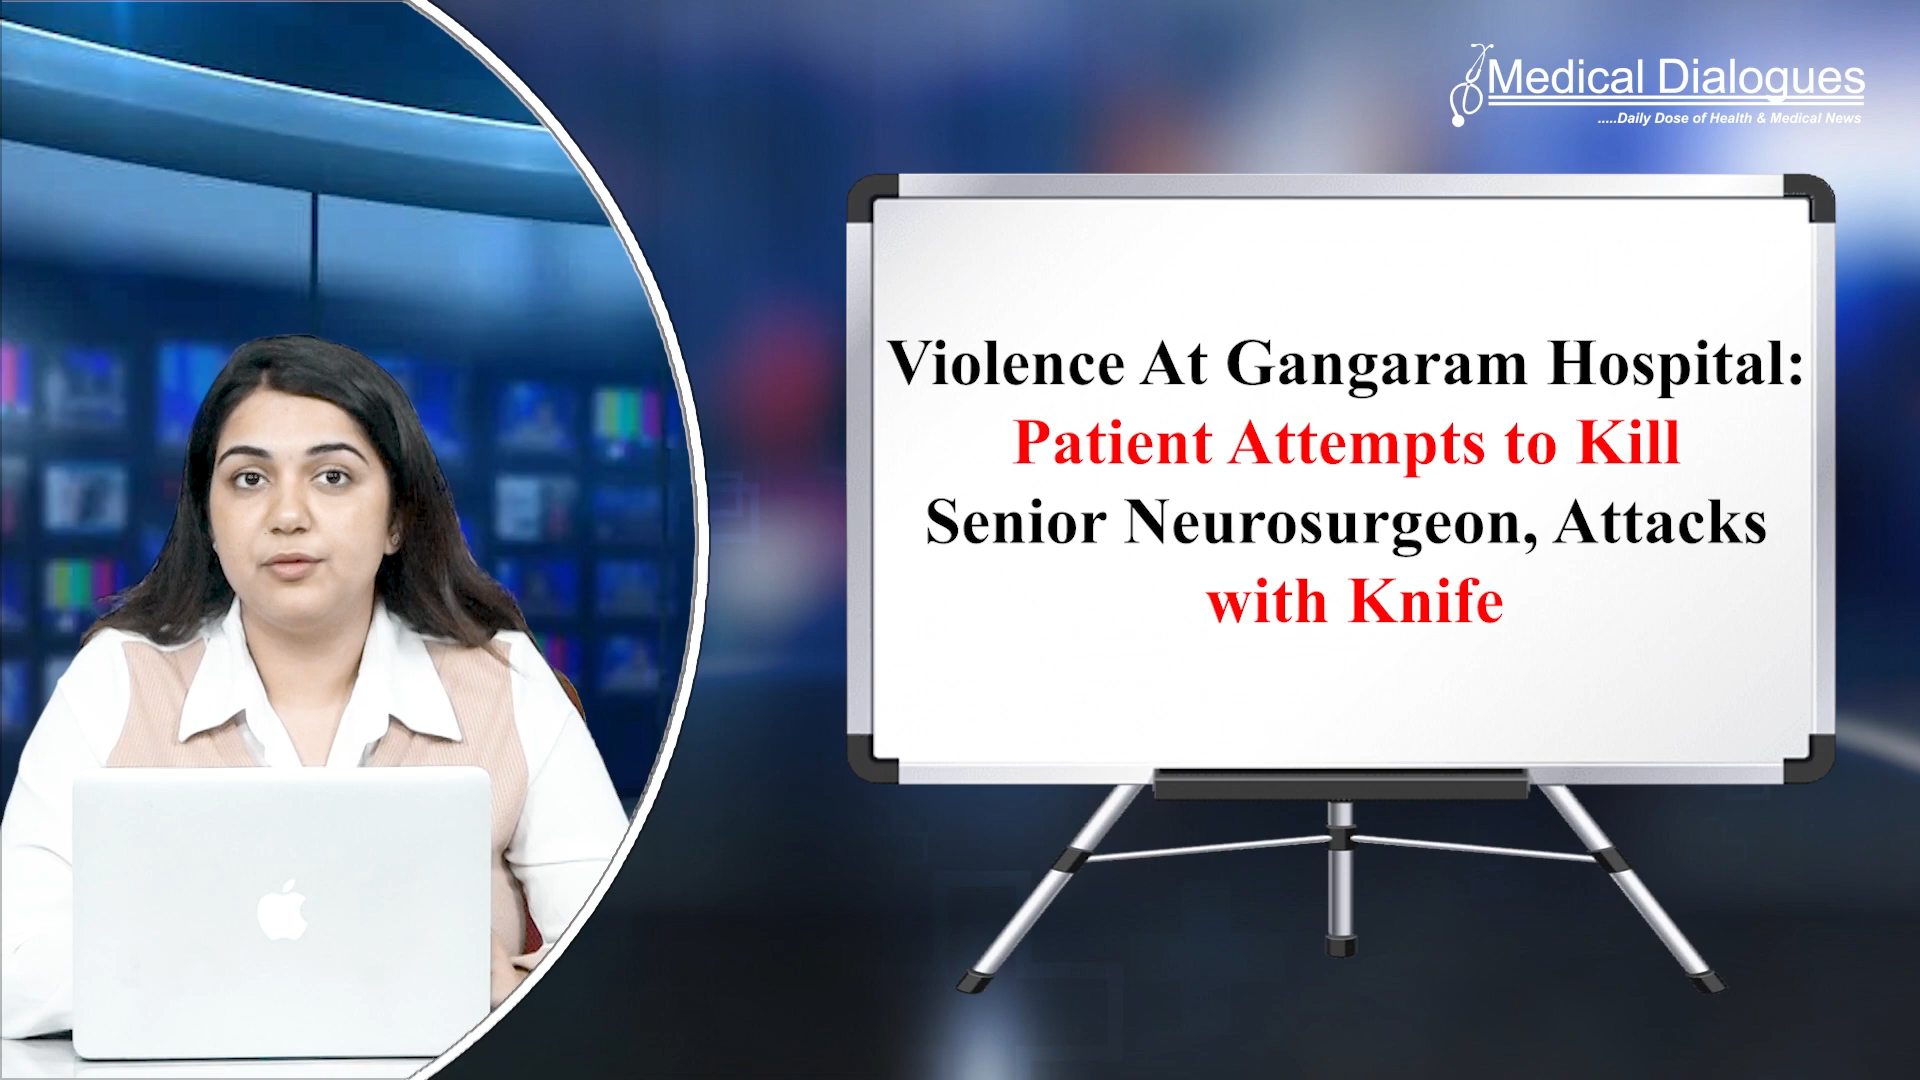 Medical Dialogues
.....Daily Dose of Health & Medical News
Violence At Gangaram Hospital:
Patient Attempts to Kill
Senior Neurosurgeon, Attacks
with Knife